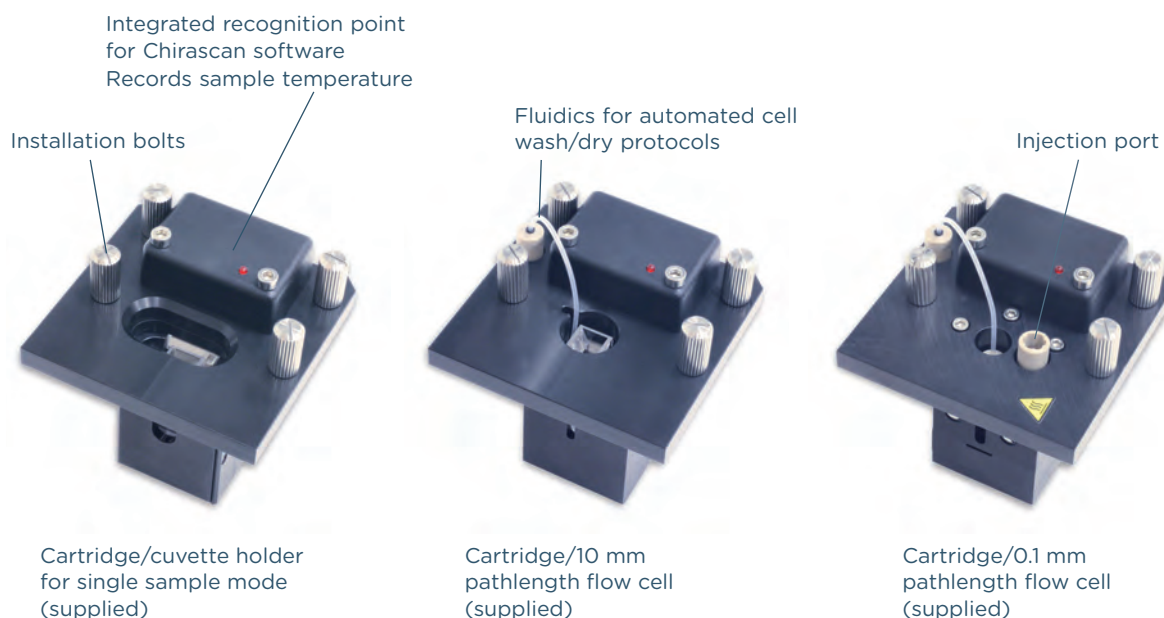 Integrated recognition point
for Chirascan software
Records sample temperature
Installation bolts
Fluidics for automated cell
wash/dry protocols
Injection port
Cartridge/cuvette holder
for single sample mode
(supplied)
Cartridge/10 mm
pathlength flow cell
(supplied)
Cartridge/0.1 mm
pathlength flow cell
(supplied)